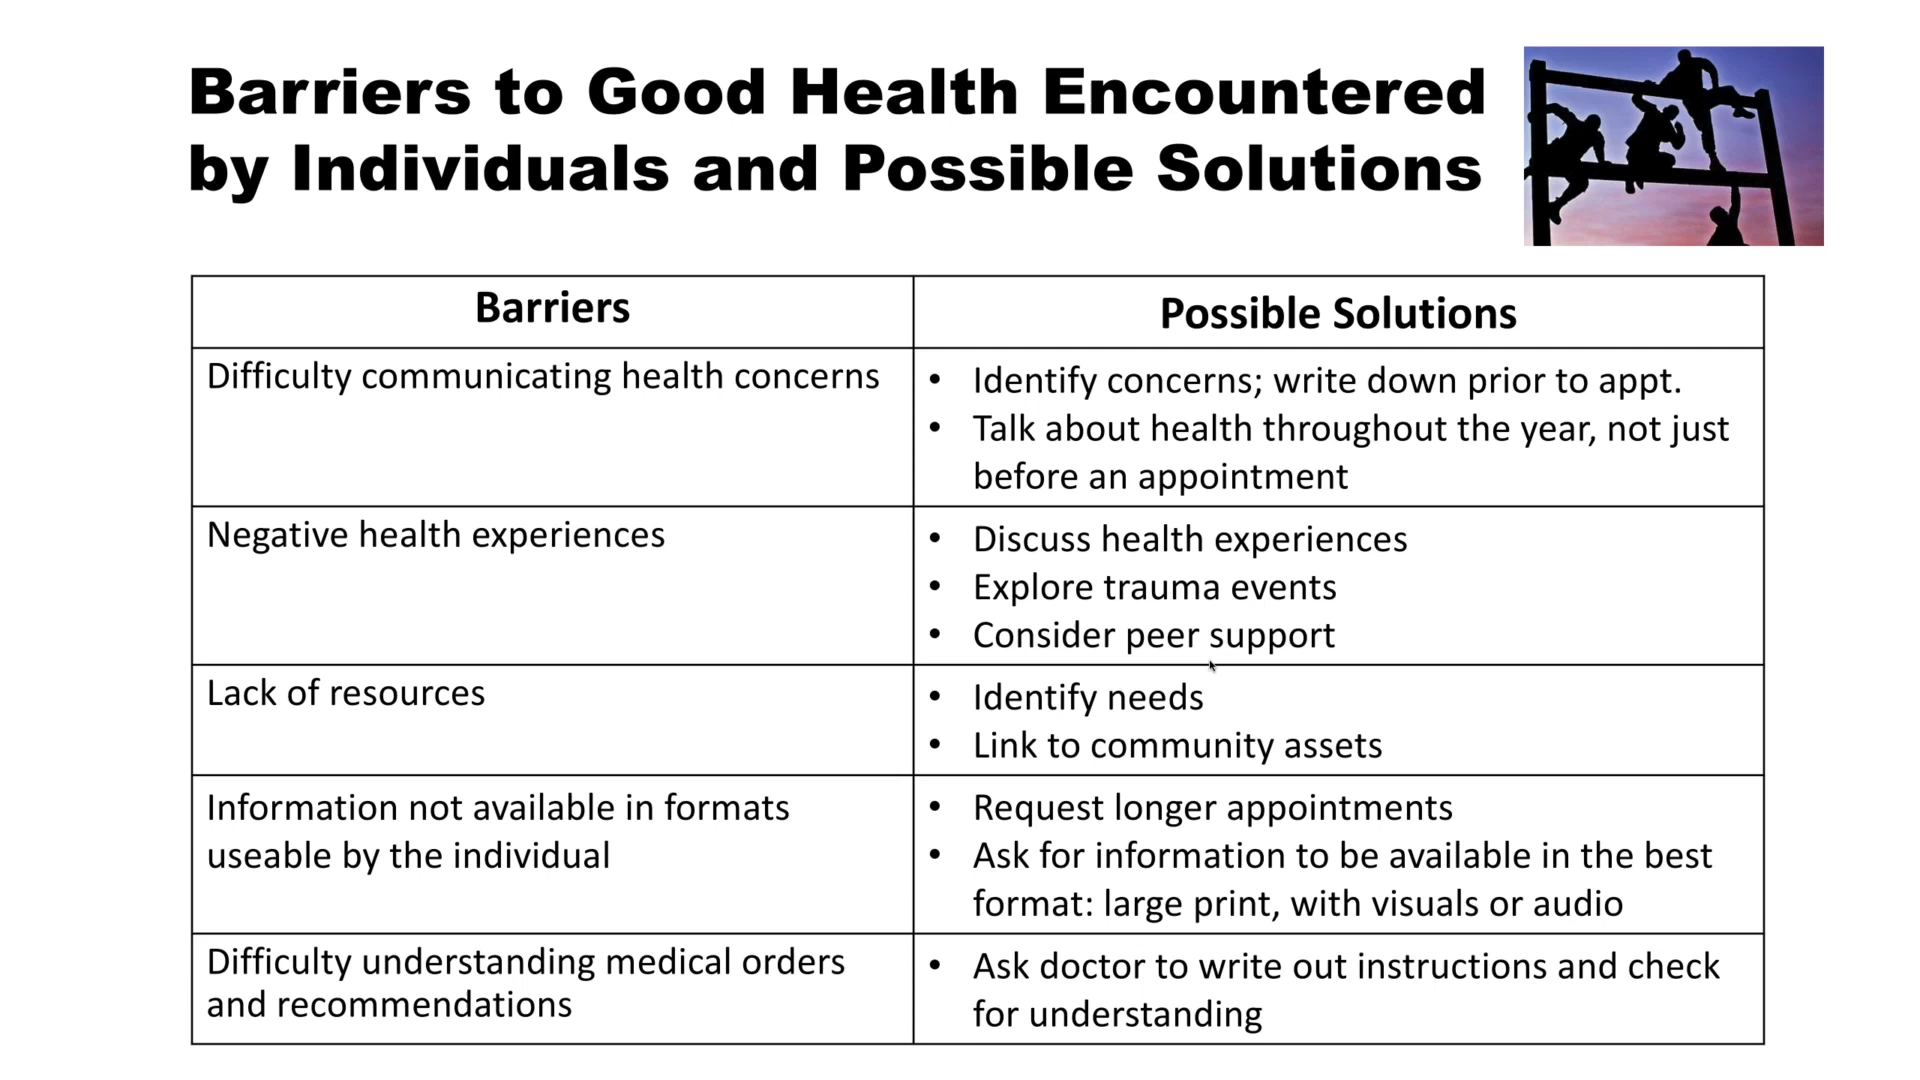 Barriers to Good Health Encountered
by Individuals and Possible Solutions
Barriers
Possible Solutions
Difficulty communicating health concerns
• Identify concerns; write down prior to appt.
• Talk about health throughout the year, not just
before an appointment
Negative health experiences
• Discuss health experiences
• Explore trauma events
• Consider peer support
Lack of resources
• Identify needs
• Link to community assets
Information not available in formats
useable by the individual
• Request longer appointments
• Ask for information to be available in the best
format: large print, with visuals or audio
Difficulty understanding medical orders
and recommendations
• Ask doctor to write out instructions and check
for understanding